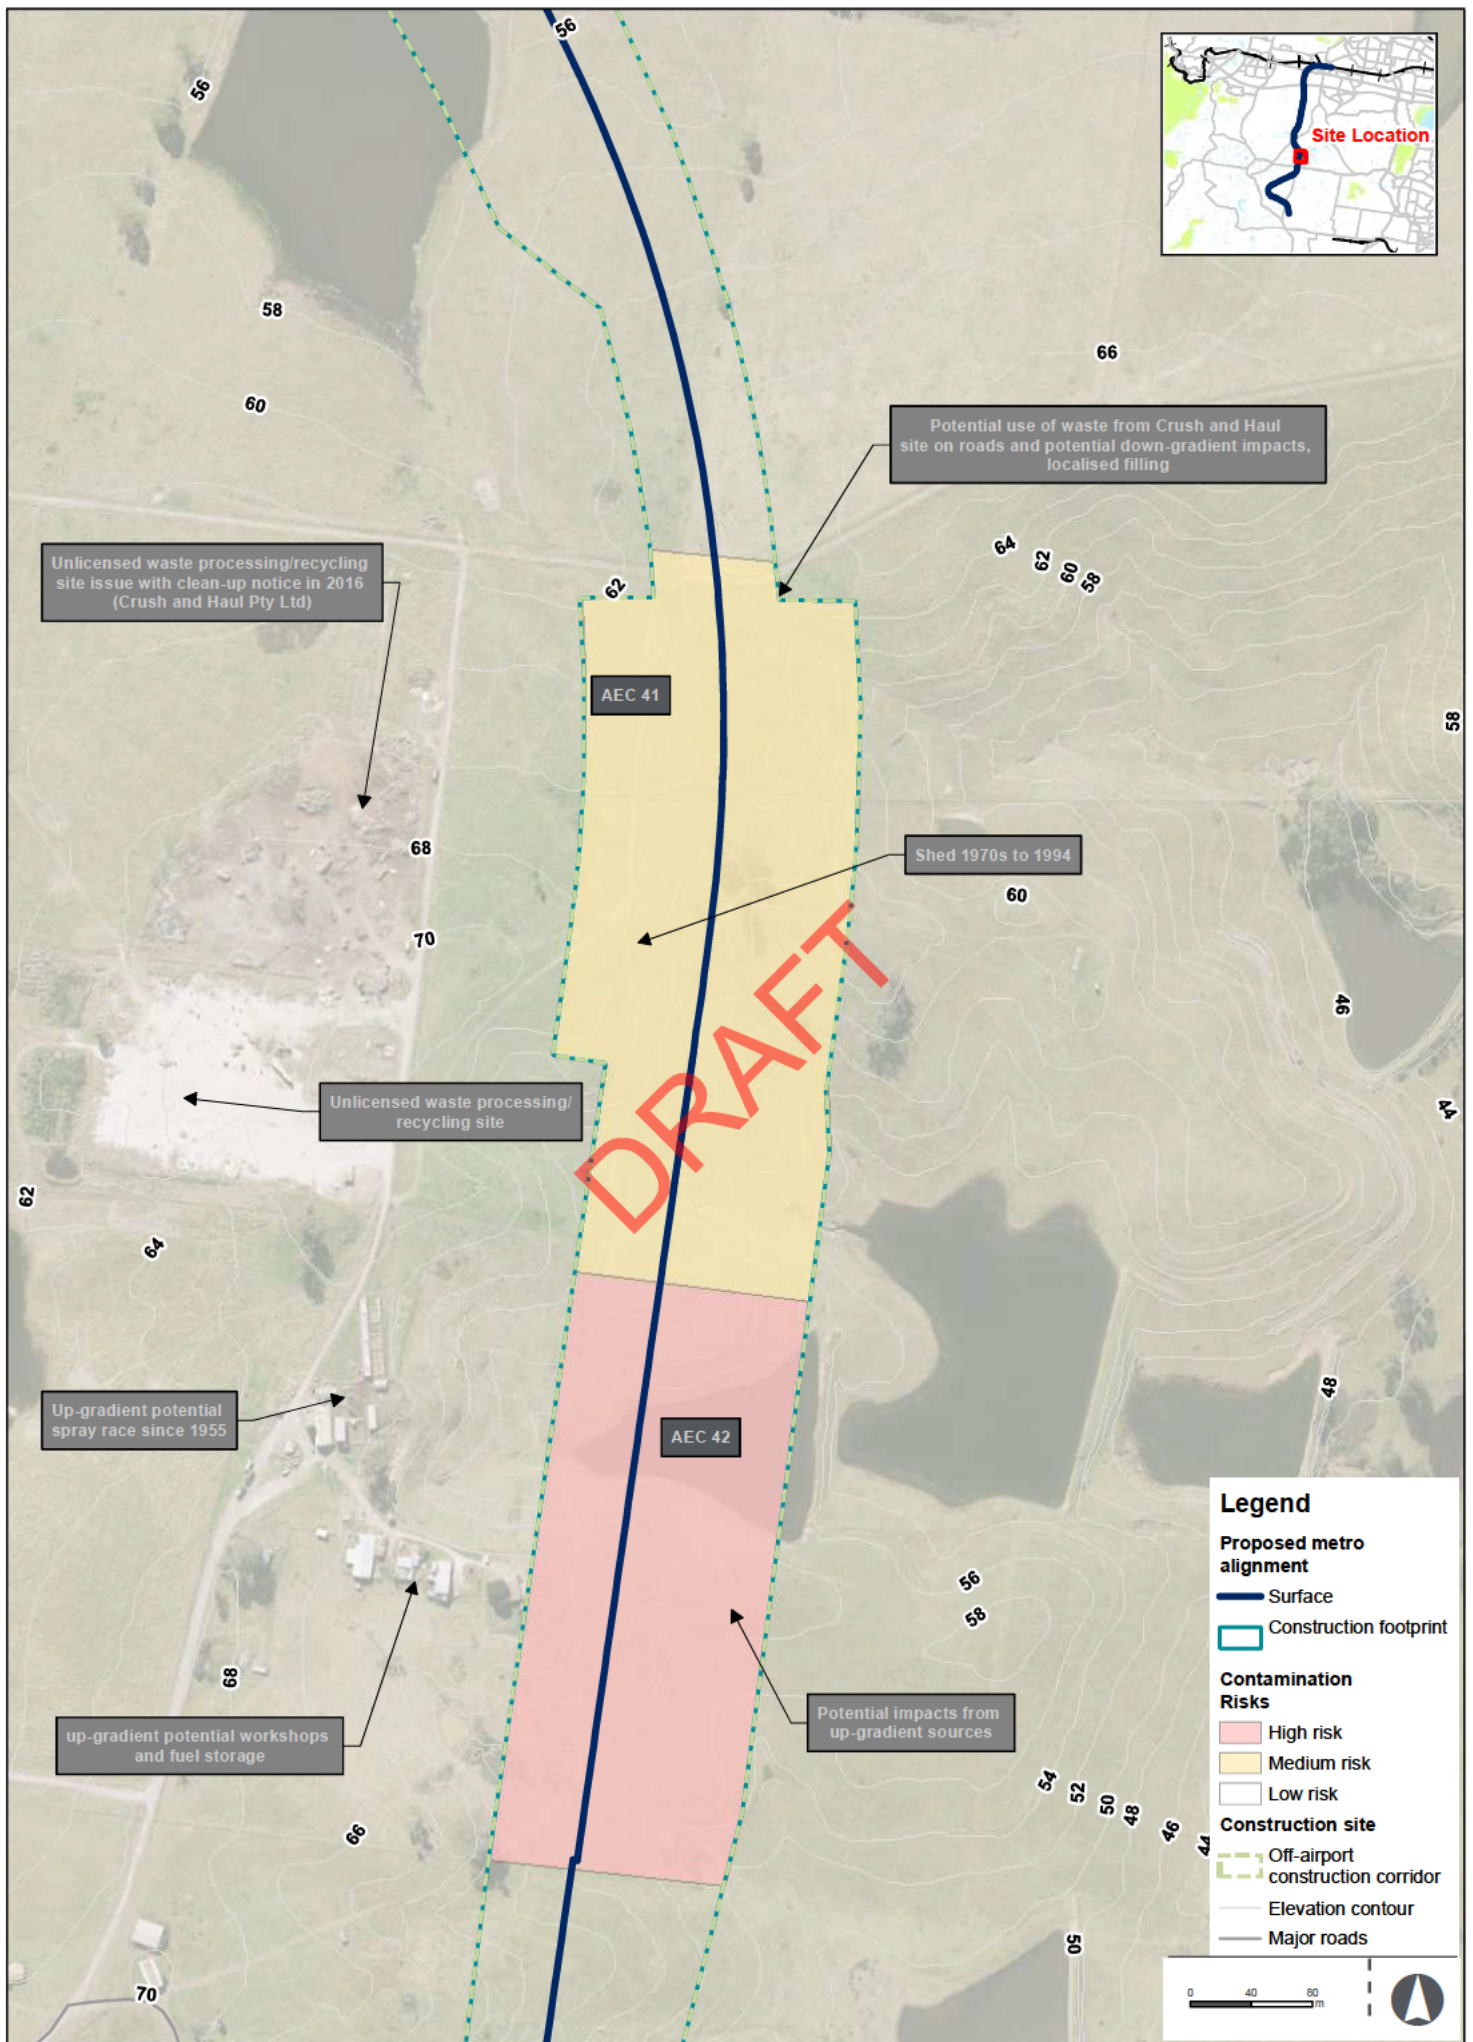 56
56
Site Location
58
66
60
Potential use of waste from Crush and Haul
site on roads and potential down-gradient impacts,
localised filling
64
62
60
58
Unlicensed waste processing/recycling
site issue with clean-up notice in 2016
(Crush and Haul Pty Ltd)
62
AEC 41
58
68
Shed 1970s to 1994
60
70
46
DRAFT
Unlicensed waste processing/
recycling site
44
62
64
48
Up-gradient potential
spray race since 1955
AEC 42
56
58
68
Potential impacts from
up-gradient sources
up-gradient potential workshops
and fuel storage
54
52
50
48
46
44
66
50
70
Legend
Proposed metro
alignment
Surface
Construction footprint
Contamination
Risks
High risk
Medium risk
Low risk
Construction site
Off-airport
construction corridor
Elevation contour
Major roads
0 40 80
m